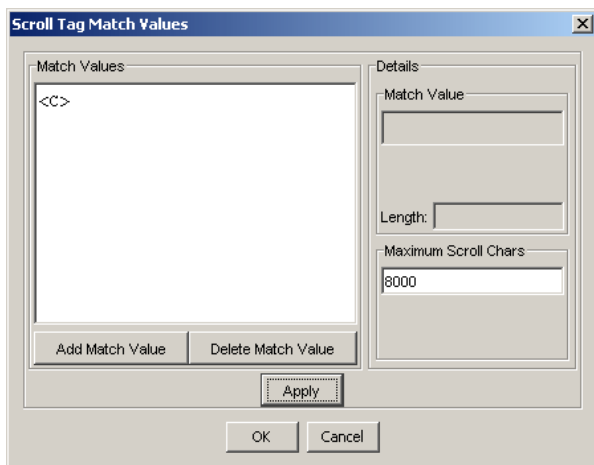 Scroll Tag Match Values
Match Values
<C>
Add Match Value
Delete Match Value
Details
Match Value
Length:
Maximum Scroll Chars
8000
Apply
OK
Cancel